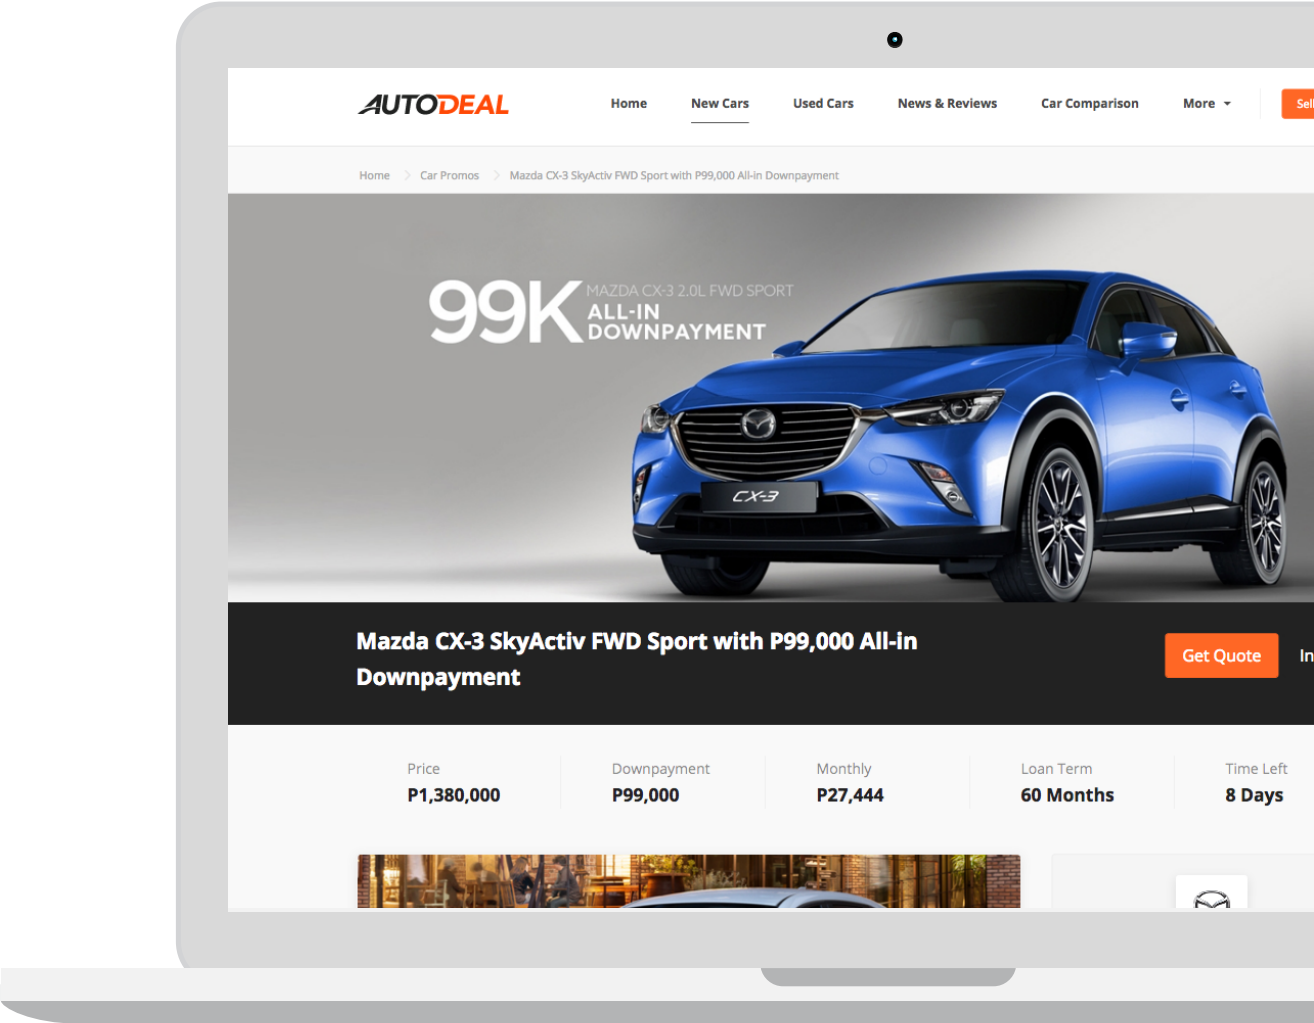 AUTODEAL
Home
New Cars
Used Cars
News & Reviews
Car Comparison
More
Sell
Home
Car Promos
Mazda CX-3 SkyActiv FWD Sport with P99,000 All-in Downpayment
99K
MAZDA CX-3 2.0L FWD SPORT
ALL-IN
DOWNPAYMENT
CX-3
Mazda CX-3 SkyActiv FWD Sport with P99,000 All-in
Downpayment
Get Quote
In
Price
Downpayment
Monthly
Loan Term
Time Left
P1,380,000
P99,000
P27,444
60 Months
8 Days